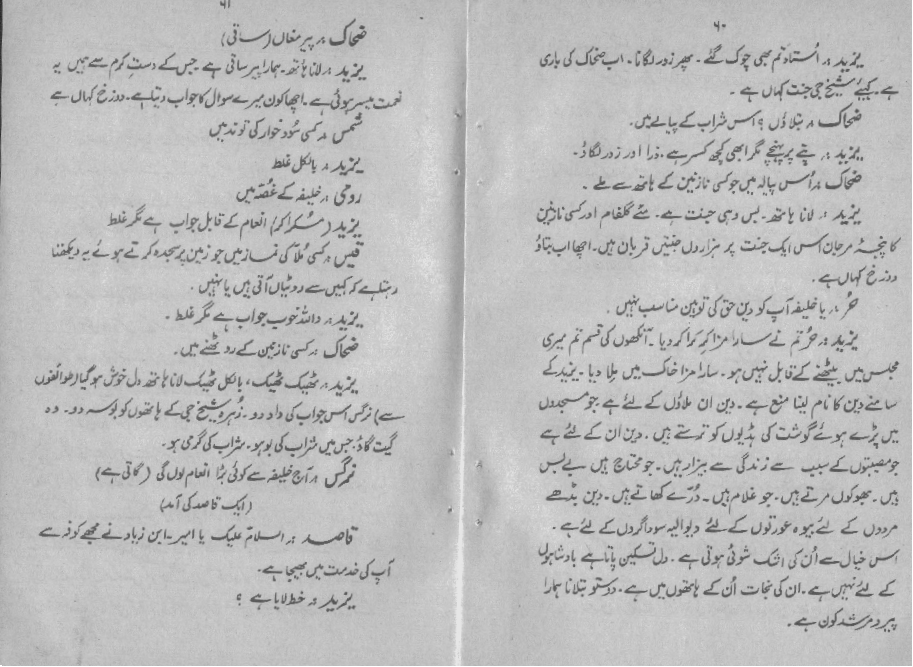 ۶۰
یزید :۔ اُستاد تم بھی چوک گئے۔ پھر زور لگانا۔ اب ضحاک کی باری
ہے۔ کہیئے شیخ جی جنت کہاں ہے۔
ضحاک :۔ بتلاؤں ؟ اس شراب کے پیالے میں۔
یزید :۔ پتے پر پہنچے مگر ابھی کچھ کسر ہے۔ ذرا اور زور لگاؤ۔
ضحاک :۔ اُس پیالہ میں جو کسی نازنین کے ہاتھ سے ملے۔
یزید :۔ لانا ہاتھ۔ بس وہی جنت ہے۔ مئے گلفام اور کسی نازنین
کا پنجۂ مرجان اس ایک جنت پر ہزاروں جنتیں قربان ہیں۔ اچھا اب بتاؤ
دوزخ کہاں ہے۔
حُر :۔ یا خلیفہ آپ کو دینِ حق کی توہین مناسب نہیں۔
یزید :۔ حُر تم نے سارا مزا کرکرا کر دیا۔ آنکھوں کی قسم تم میری
مجلس میں بیٹھنے کے قابل نہیں ہو۔ سارا مزا خاک میں ملا دیا۔ یزید کے
سامنے دین کا نام لینا منع ہے۔ دین ان ملاؤں کے لئے ہے جو مسجدوں
میں پڑے ہوئے گوشت کی ہڈیوں کو ترستے ہیں۔ دین اُن کے لئے ہے
جو مصیبتوں کے سبب سے زندگی سے بیزار ہیں۔ جو محتاج ہیں بے بس
ہیں۔ بھوکوں مرتے ہیں۔ جو غلام ہیں۔ دُرّے کھاتے ہیں۔ دین بڈھے
مردوں کے لئے بیوہ عورتوں کے لئے دیوالیہ سوداگروں کے لئے ہے۔
اس خیال سے اُن کی اشک شوئی ہوتی ہے۔ دل تسکین پاتا ہے بادشاہوں
کے لئے نہیں ہے۔ ان کی نجات اُن کے ہاتھوں میں ہے۔ دوستو بتلانا ہمارا
پیر و مرشد کون ہے۔
۶۱
ضحاک :۔ پیرِ مغاں (ساقی)
یزید :۔ لانا ہاتھ۔ ہمارا پیر ساقی ہے جس کے دستِ کرم سے ہمیں یہ
نعمت میسر ہوئی ہے۔ اچھا کون میرے سوال کا جواب دیتا ہے۔ دوزخ کہاں ہے
شمس :۔ کسی سُود خوار کی توند میں
یزید :۔ بالکل غلط
رومی :۔ خلیفہ کے غُصّہ میں
یزید (مسکرا کر) انعام کے قابل جواب ہے مگر غلط
قیس :۔ کسی مُلّا کی نماز میں جو زمین پر سجدہ کرتے ہوئے یہ دیکھتا
رہتا ہے کہ کہیں سے روٹیاں آتی ہیں یا نہیں۔
یزید :۔ واللہ خوب جواب ہے مگر غلط۔
ضحاک :۔ کسی نازنین کے روٹھنے میں۔
یزید :۔ ٹھیک ٹھیک، بالکل ٹھیک لانا ہاتھ دل خوش ہوگیا (طوائفوں
سے) نرگس اس جواب کی داد دو۔ زُہرہ شیخ جی کے ہاتھوں کو بوسہ دو۔ وہ
گیت گاؤ جس میں شراب کی بو ہو۔ شراب کی گرمی ہو۔
نرگس :۔ آج خلیفہ سے کوئی بڑا انعام لوں گی (گاتی ہے)
(ایک قاصد کی آمد)
قاصد :۔ السلام علیک یا امیر۔ ابن زیاد نے مجھے کوفہ سے
آپ کی خدمت میں بھیجا ہے۔
یزید :۔ خط لایا ہے ؟